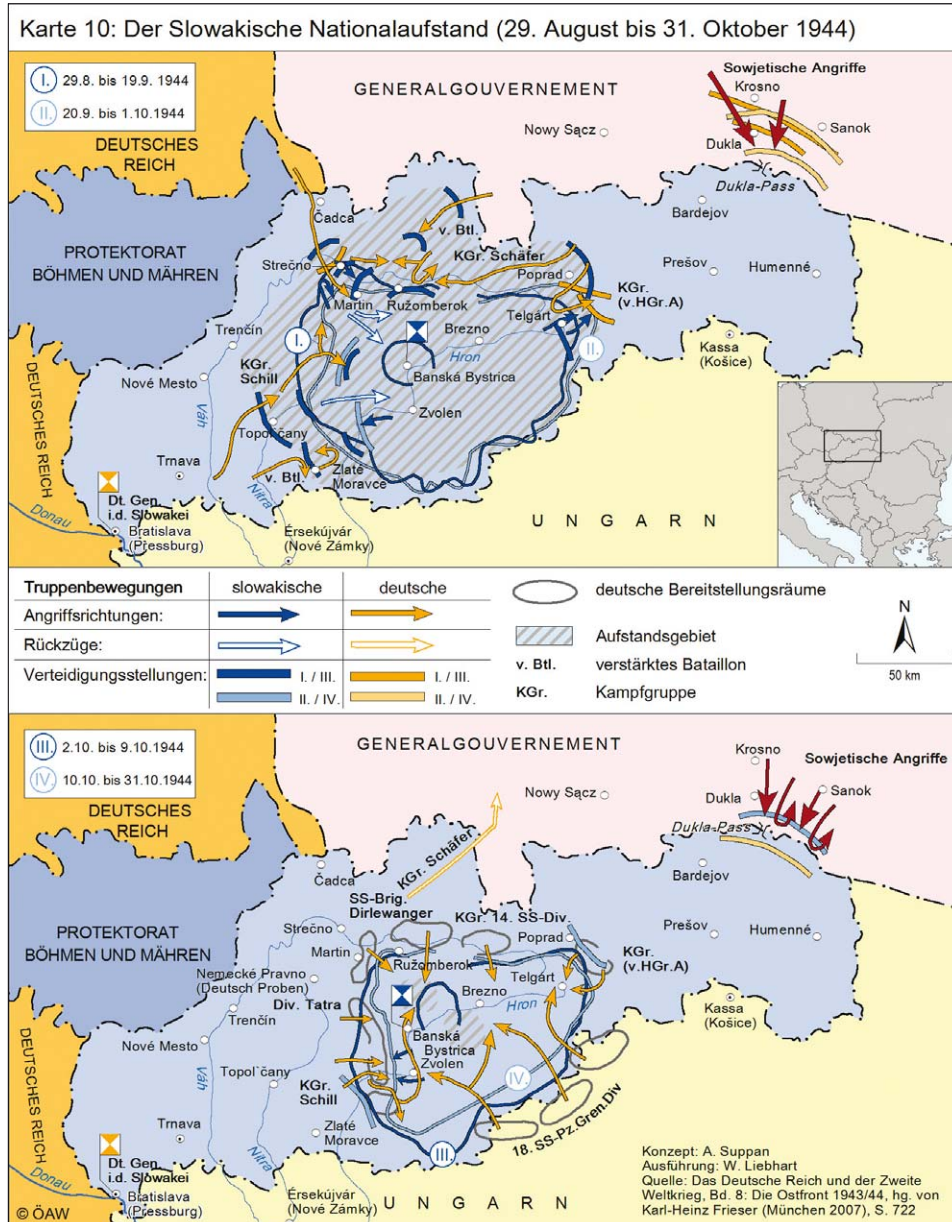 Karte 10: Der Slowakische Nationalaufstand (29. August bis 31. Oktober 1944)
I. 29.8. bis 19.9. 1944
II. 20.9. bis 1.10.1944
GENERALGOUVERNEMENT
Sowjetische Angriffe
Krosno
Nowy Sącz
Sanok
Dukla
Dukla-Pass
DEUTSCHES
REICH
Čadca
Bardejov
v. Btl.
PROTEKTORAT
BÖHMEN UND MÄHREN
KGr. Schäfer
Strečno
Poprad
Prešov
Humenné
Martin
Ružomberok
KGr.
(v.HGr.A)
Telgárt
Trenčín
Brezno
I.
II.
Hron
Kassa
(Košice)
KGr.
Schill
Banská Bystrica
Nové Mesto
DEUTSCHES REICH
Váh
Zvolen
Topol`čany
Trnava
v. Btl.
Zlaté
Moravce
Nitra
Dt. Gen.
i.d. Slowakei
Donau
Bratislava
(Pressburg)
Érsekújvár
(Nové Zámky)
UNGARN
Truppenbewegungen
slowakische
deutsche
Angriffsrichtungen:
Rückzüge:
Verteidigungsstellungen:
I. / III.
I. / III.
II. / IV.
II. / IV.
deutsche Bereitstellungsräume
Aufstandsgebiet
v. Btl. verstärktes Bataillon
KGr. Kampfgruppe
N
50 km
III. 2.10. bis 9.10.1944
IV. 10.10. bis 31.10.1944
GENERALGOUVERNEMENT
Krosno
Sowjetische Angriffe
Nowy Sącz
Dukla
Sanok
Dukla-Pass
DEUTSCHES
REICH
KGr. Schäfer
Čadca
Bardejov
SS-Brig.
Dirlewanger
KGr. 14. SS-Div.
PROTEKTORAT
BÖHMEN UND MÄHREN
Strečno
Martin
Poprad
Prešov
Humenné
Ružomberok
KGr.
(v.HGr.A)
Nemecké Pravno
(Deutsch Proben)
Telgárt
Div. Tatra
Brezno
Hron
Trenčín
Kassa
(Košice)
Nové Mesto
Banská
Bystrica
Zvolen
DEUTSCHES REICH
Váh
Topol`čany
IV.
KGr.
Schill
18. SS-Pz.Gren.Div
Trnava
Zlaté
Moravce
III.
Nitra
Dt. Gen.
i.d. Slowakei
Donau
Bratislava
(Pressburg)
Érsekújvár
(Nové Zámky)
UNGARN
Konzept: A. Suppan
Ausführung: W. Liebhart
Quelle: Das Deutsche Reich und der Zweite
Weltkrieg, Bd. 8: Die Ostfront 1943/44, hg. von
Karl-Heinz Frieser (München 2007), S. 722
© ÖAW